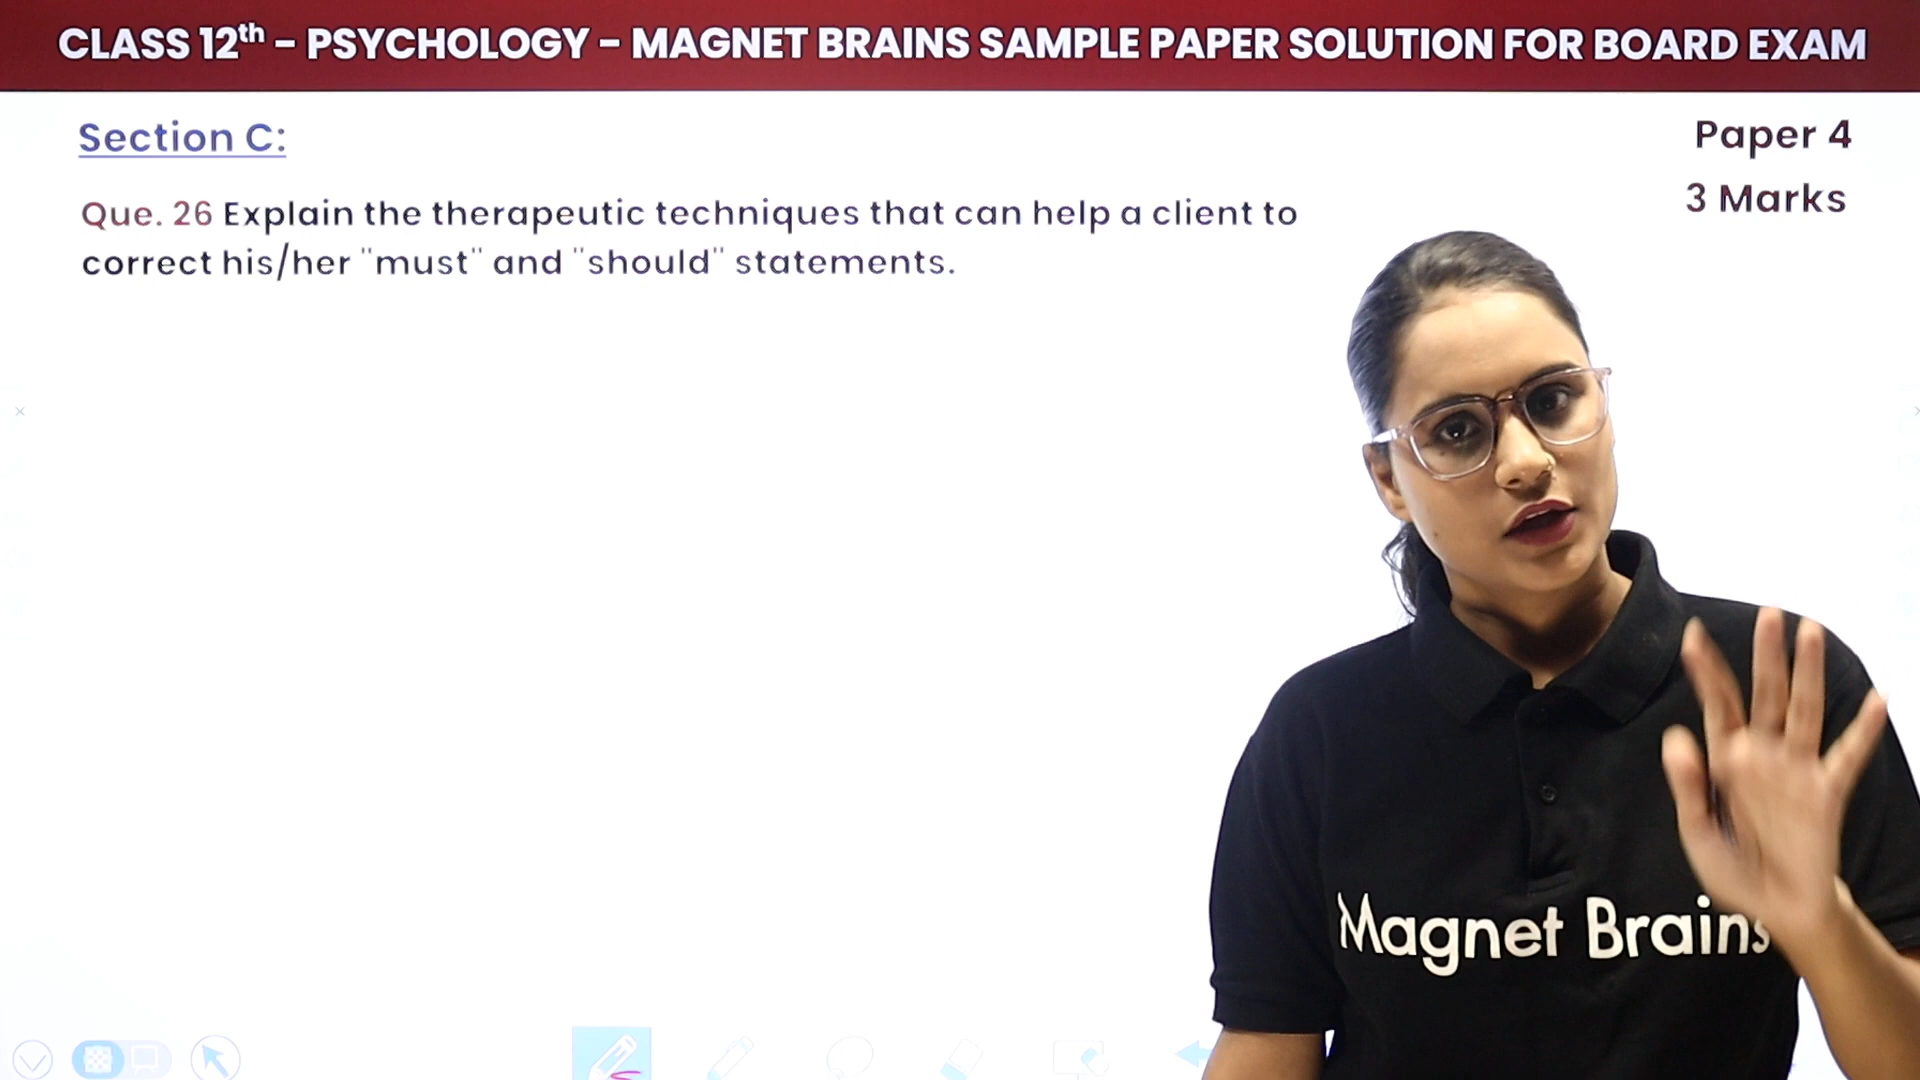 CLASS 12th – PSYCHOLOGY – MAGNET BRAINS SAMPLE PAPER SOLUTION FOR BOARD EXAM
Section C:
Paper 4
3 Marks
Que. 26 Explain the therapeutic techniques that can help a client to
correct his/her "must" and "should" statements.
Magnet Brains